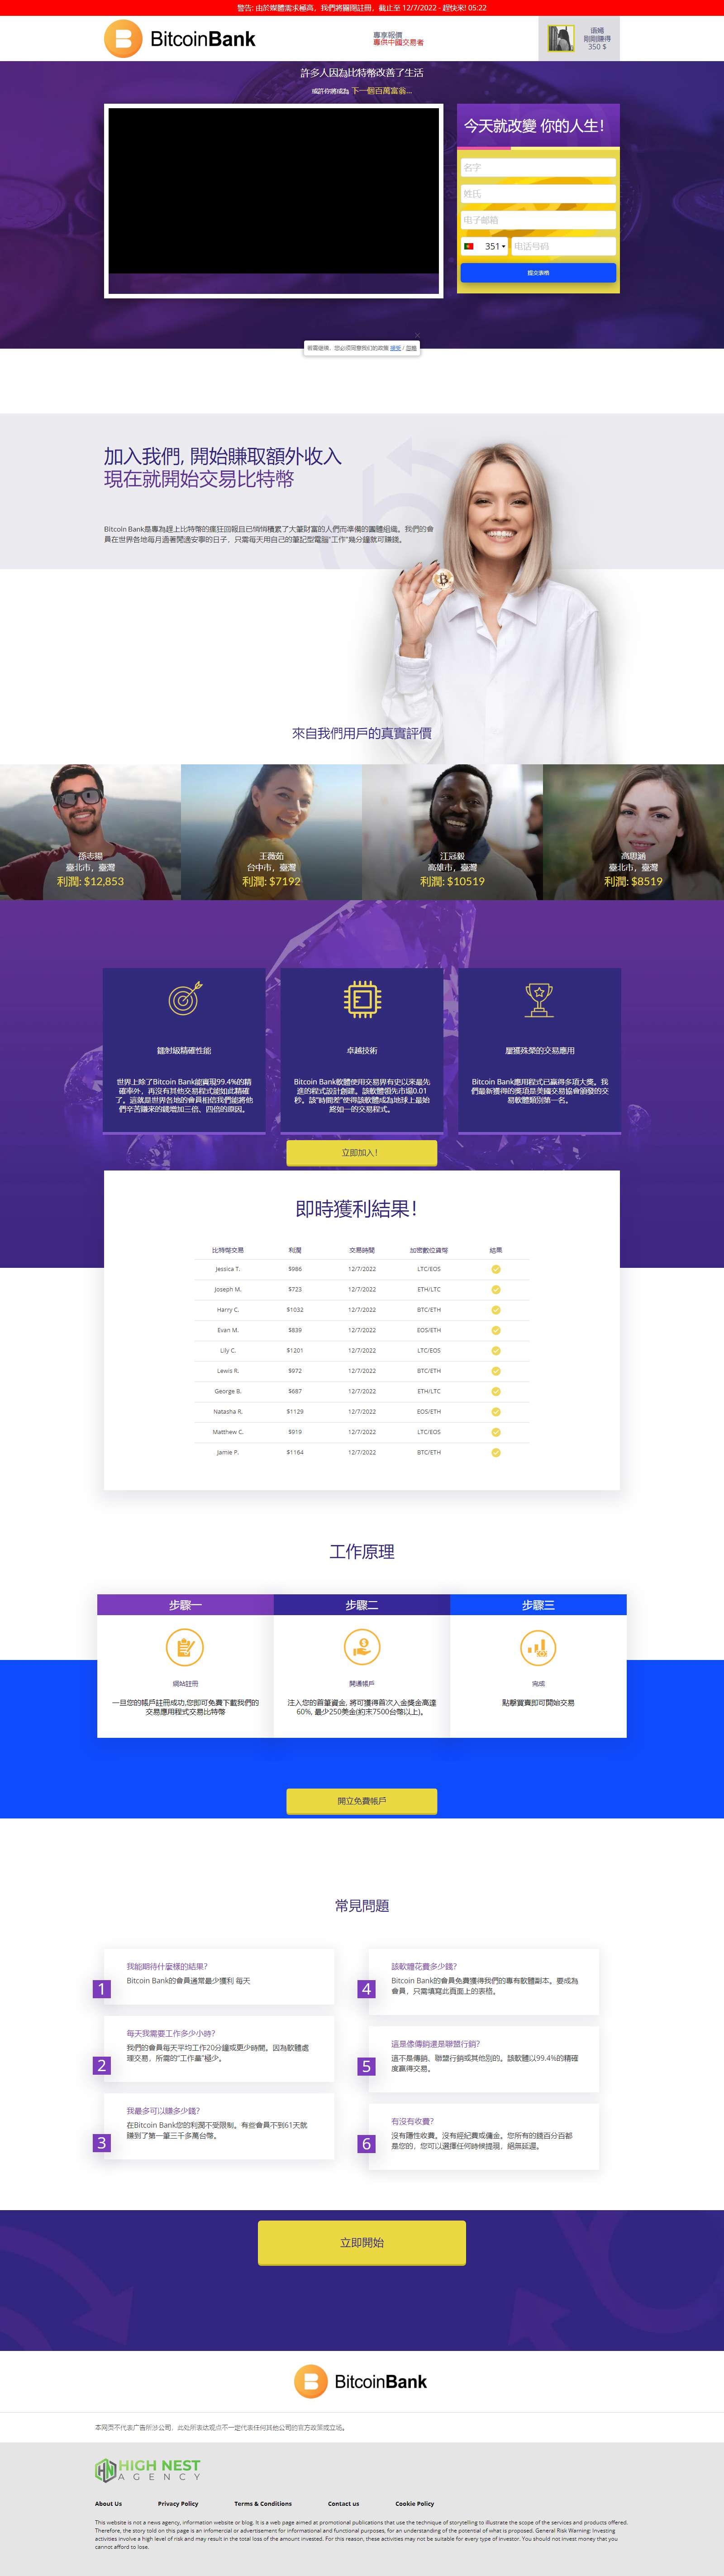 警告: 由於媒體需求極高，我們將關閉註冊，截止至 12/7/2022 - 趕快來! 05:22
BitcoinBank
專享報價
專供中國交易者
剛剛賺得
350 $
許多人因為比特幣改善了生活
或許你將成為 下一個百萬富翁...
今天就改變 你的人生!
名字
姓氏
电子邮箱
351
电话号码
提交表格
加入我們, 開始賺取額外收入
現在就開始交易比特幣
Bitcoin Bank是專為趕上比特幣的瘋狂回報且已悄悄積累了大筆財富的人們而準備的團體組織。我們的會
員在世界各地每月過著閑適安寧的日子，只需每天用自己的筆記型電腦"工作"幾分鐘就可賺錢。
來自我們用戶的真實評價
孫志揚
臺北市，臺灣
利潤: $12,853
王薇茹
台中市，臺灣
利潤: $7192
江冠毅
高雄市，臺灣
利潤: $10519
高思涵
臺北市，臺灣
利潤: $8519
鐳射級精確性能
世界上除了Bitcoin Bank能實現99.4%的精
確率外，再沒有其他交易程式能如此精確
了。這就是世界各地的會員相信我們能將他
們辛苦賺來的錢增加三倍、四倍的原因。
卓越技術
Bitcoin Bank軟體使用交易界有史以來最先
進的程式設計創建。該軟體領先市場0.01
秒。該"時間差"使得該軟體成為地球上最始
終如一的交易程式。
屢獲殊榮的交易應用
Bitcoin Bank應用程式已贏得多項大獎。我
們最新獲得的獎項是美國交易協會頒發的交
易軟體類別第一名。
立即加入!
即時獲利結果!
比特幣交易 利潤 交易時間 加密數位貨幣 結果
Jessica T. $986 12/7/2022 LTC/EOS
Joseph M. $723 12/7/2022 ETH/LTC
Harry C. $1032 12/7/2022 BTC/ETH
Evan M. $839 12/7/2022 EOS/ETH
Lily C. $1201 12/7/2022 LTC/EOS
Lewis R. $972 12/7/2022 BTC/ETH
George B. $687 12/7/2022 ETH/LTC
Natasha R. $1129 12/7/2022 EOS/ETH
Matthew C. $919 12/7/2022 LTC/EOS
Jamie P. $1164 12/7/2022 BTC/ETH
工作原理
步驟一
網站註冊
一旦您的帳戶註冊成功,您即可免費下載我們的
交易應用程式交易比特幣
步驟二
開通帳戶
注入您的首筆資金, 將可獲得首次入金獎金高達
60%, 最少250美金(約末7500台幣以上)。
步驟三
完成
點擊買賣即可開始交易
開立免費帳戶
常見問題
1
我能期待什麼樣的結果?
Bitcoin Bank的會員通常最少獲利 每天
2
每天我需要工作多少小時?
我們的會員每天平均工作20分鐘或更少時間。因為軟體處
理交易，所需的"工作量"極少。
3
我最多可以賺多少錢?
在Bitcoin Bank您的利潤不受限制。有些會員不到61天就
賺到了第一筆三千多萬台幣。
4
該軟體花費多少錢?
Bitcoin Bank的會員免費獲得我們的專有軟體副本。要成為
會員，只需填寫此頁面上的表格。
5
這是像傳銷還是聯盟行銷?
這不是傳銷、聯盟行銷或其他別的。該軟體以99.4%的精確
度贏得交易。
6
有沒有收費?
沒有隱性收費。沒有經紀費或傭金。您所有的錢百分百都
是您的，您可以選擇任何時候提現，絕無延遲。
立即開始
BitcoinBank
本网页不代表广告所涉公司，此处所表达观点不一定代表任何其他公司的官方政策或立场。
HIGH NEST
AGENCY
About Us Privacy Policy Terms & Conditions Contact us Cookie Policy
This website is not a news agency, information website or blog. It is a web page aimed at promotional publications that use the technique of storytelling to illustrate the scope of the services and products offered.
Therefore, the story told on this page is an infomercial or advertisement for informational and functional purposes, for an understanding of the potential of what is proposed. General Risk Warning: Investing
activities involve a high level of risk and may result in the total loss of the amount invested. For this reason, these activities may not be suitable for every type of investor. You should not invest money that you
cannot afford to lose.